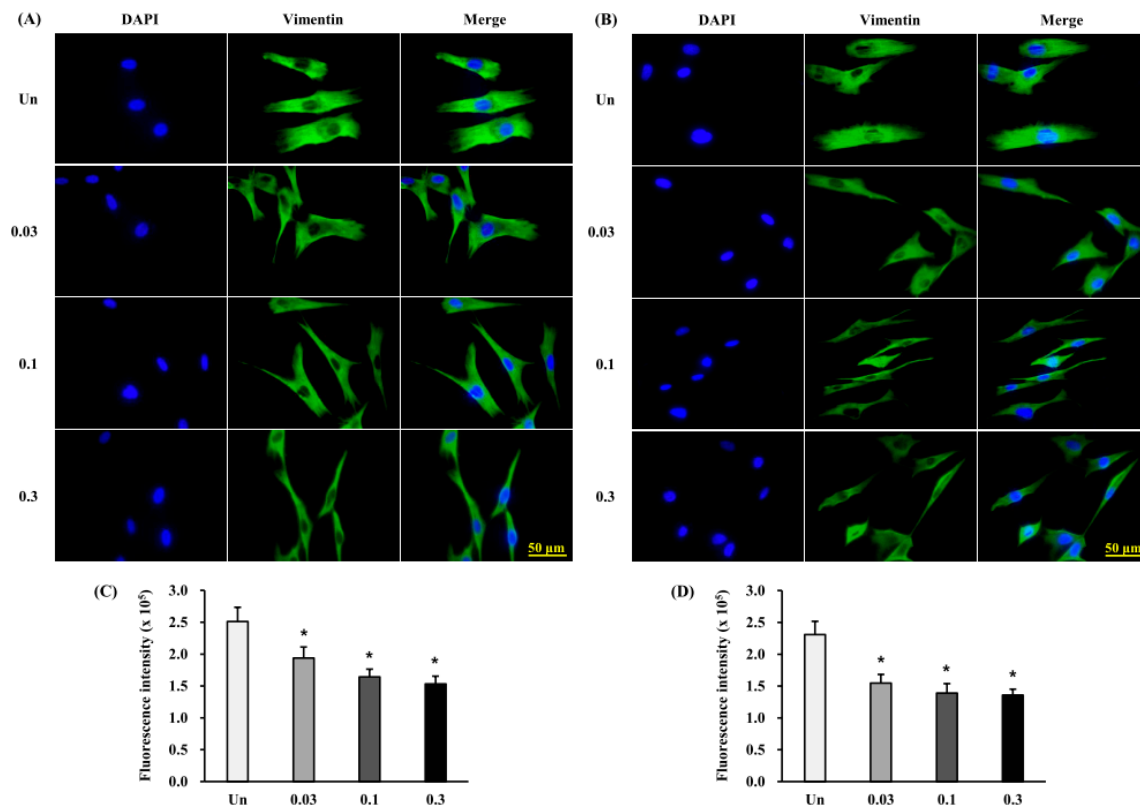 (A)
DAPI Vimentin Merge
Un
0.03
0.1
0.3
50 µm
(B)
DAPI Vimentin Merge
Un
0.03
0.1
0.3
50 µm
(C)
Fluorescence intensity (x 10⁵)
3.0
2.5
2.0
1.5
1.0
0.5
0.0
* * *
Un 0.03 0.1 0.3
(D)
Fluorescence intensity (x 10⁵)
3.0
2.5
2.0
1.5
1.0
0.5
0.0
* * *
Un 0.03 0.1 0.3